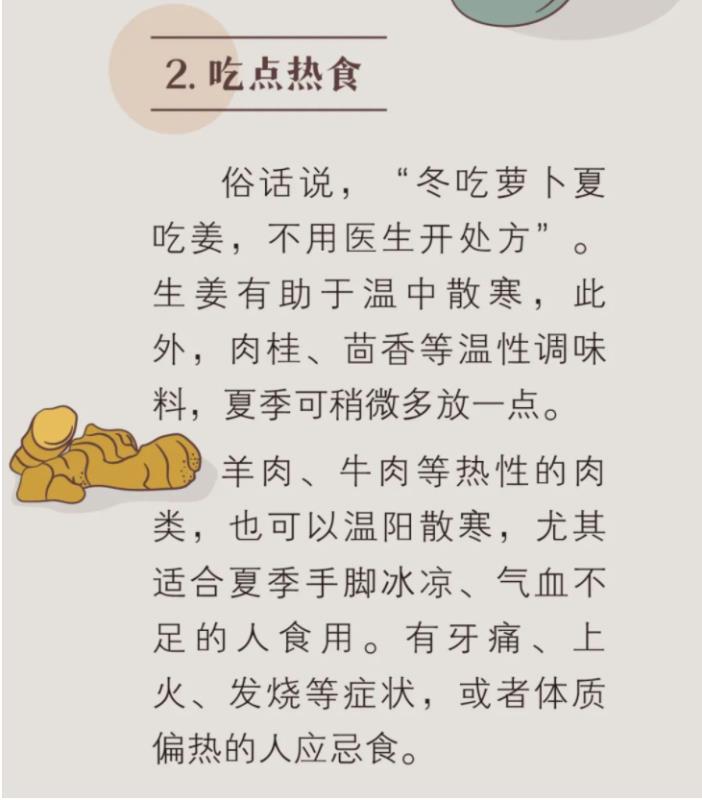 2. 吃点热食
俗话说，“冬吃萝卜夏
吃姜，不用医生开处方”。
生姜有助于温中散寒，此
外，肉桂、茴香等温性调味
料，夏季可稍微多放一点。
羊肉、牛肉等热性的肉
类，也可以温阳散寒，尤其
适合夏季手脚冰凉、气血不
足的人食用。有牙痛、上
火、发烧等症状，或者体质
偏热的人应忌食。